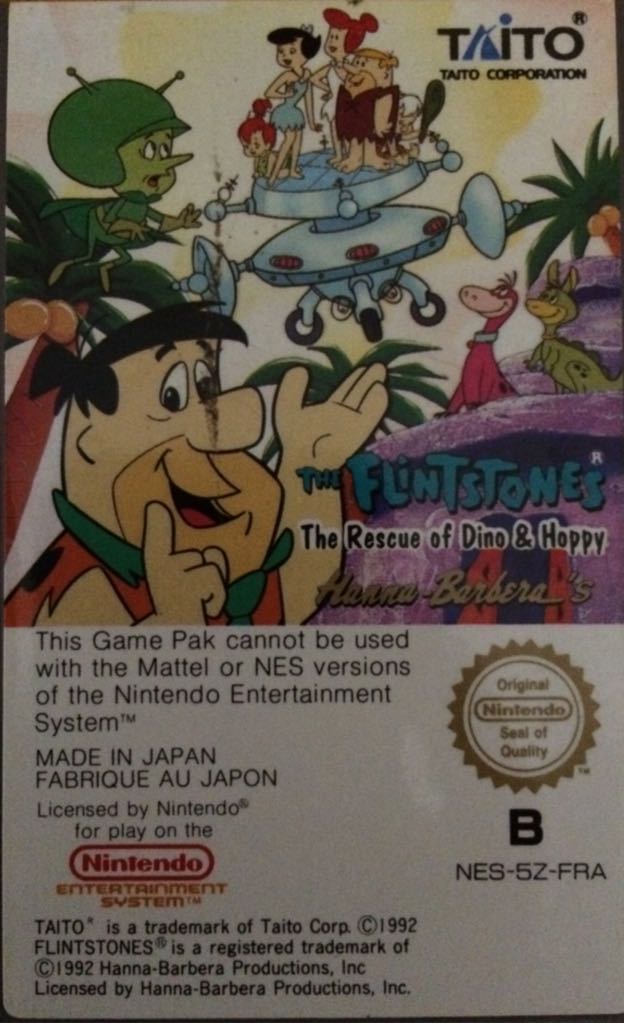 TAITO®
TAITO CORPORATION
THE FLINTSTONES®
The Rescue of Dino & Hoppy
Hanna-Barbera's
This Game Pak cannot be used
with the Mattel or NES versions
of the Nintendo Entertainment
System™
MADE IN JAPAN
FABRIQUE AU JAPON
Licensed by Nintendo®
for play on the
Nintendo
ENTERTAINMENT
SYSTEM™
Original
Nintendo
Seal of
Quality
™
B
NES-5Z-FRA
TAITO® is a trademark of Taito Corp. ©1992
FLINTSTONES® is a registered trademark of
©1992 Hanna-Barbera Productions, Inc
Licensed by Hanna-Barbera Productions, Inc.